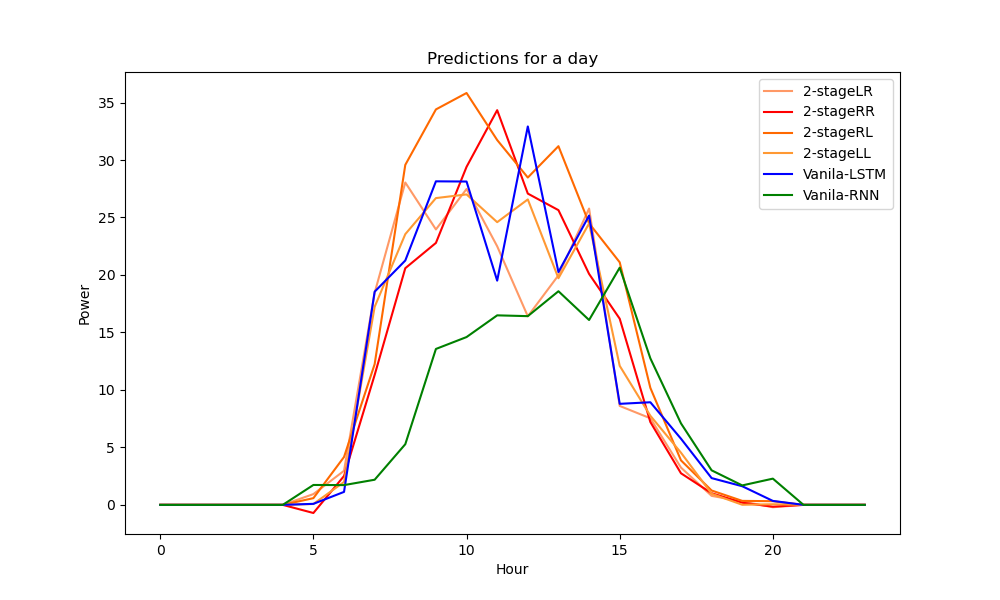 Predictions for a day
2-stageLR
2-stageRR
2-stageRL
2-stageLL
Vanila-LSTM
Vanila-RNN
Power
35
30
25
20
15
10
5
0
0 5 10 15 20
Hour